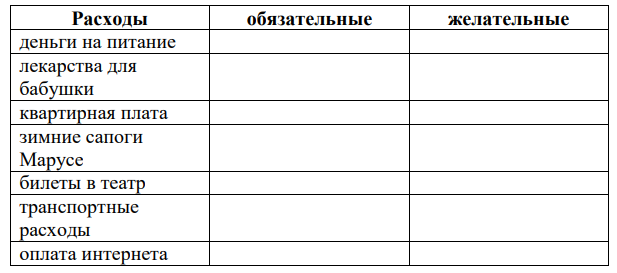 Расходы обязательные желательные
деньги на питание
лекарства для
бабушки
квартирная плата
зимние сапоги
Марусе
билеты в театр
транспортные
расходы
оплата интернета